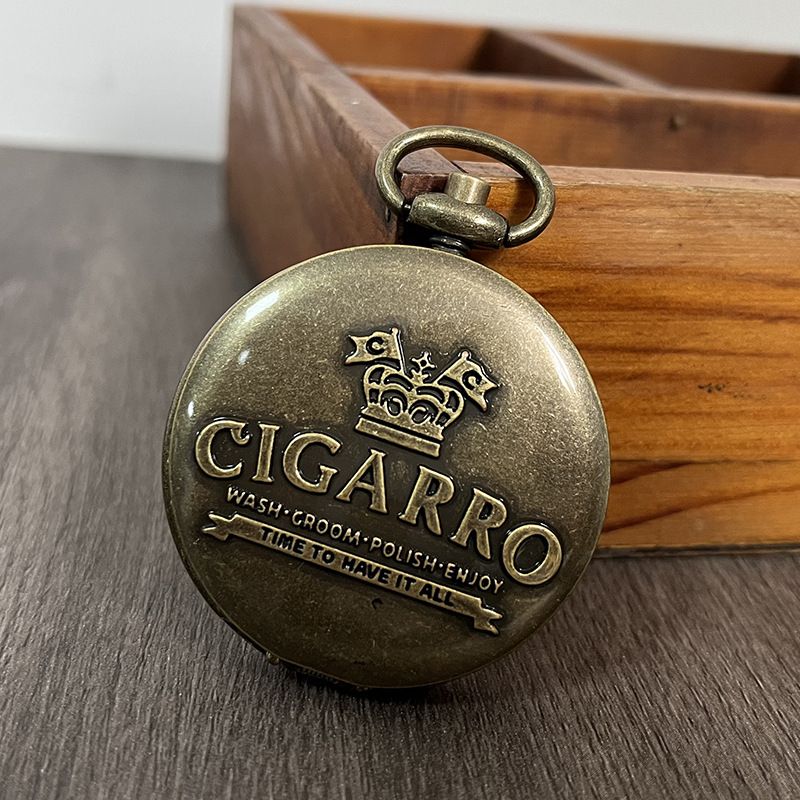 C C
CIGARRO
WASH·GROOM·POLISH·ENJOY
TIME TO HAVE IT ALL